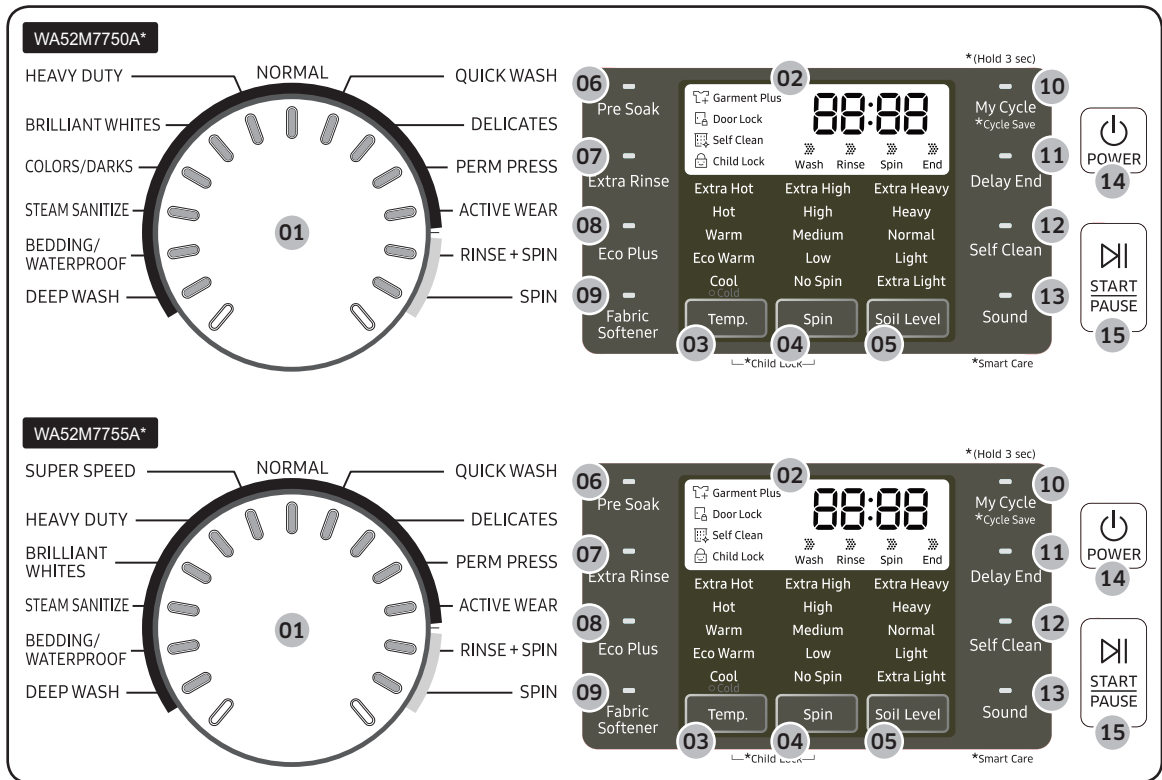 WA52M7750A*
HEAVY DUTY
BRILLIANT WHITES
COLORS/DARKS
STEAM SANITIZE
BEDDING/
WATERPROOF
DEEP WASH
NORMAL
QUICK WASH
DELICATES
PERM PRESS
ACTIVE WEAR
RINSE + SPIN
SPIN
01
06
Pre Soak
07
Extra Rinse
08
Eco Plus
09
Fabric
Softener
02
Garment Plus
Door Lock
Self Clean
Child Lock
88:88
Wash Rinse Spin End
Extra Hot Extra High Extra Heavy
Hot High Heavy
Warm Medium Normal
Eco Warm Low Light
Cool No Spin Extra Light
Cold
Temp. Spin Soil Level
03 04 05
*Child Lock
*(Hold 3 sec)
10
My Cycle
*Cycle Save
11
Delay End
12
Self Clean
13
Sound
*Smart Care
POWER
14
START
PAUSE
15
WA52M7755A*
SUPER SPEED
HEAVY DUTY
BRILLIANT
WHITES
STEAM SANITIZE
BEDDING/
WATERPROOF
DEEP WASH
NORMAL
QUICK WASH
DELICATES
PERM PRESS
ACTIVE WEAR
RINSE + SPIN
SPIN
01
06
Pre Soak
07
Extra Rinse
08
Eco Plus
09
Fabric
Softener
02
Garment Plus
Door Lock
Self Clean
Child Lock
88:88
Wash Rinse Spin End
Extra Hot Extra High Extra Heavy
Hot High Heavy
Warm Medium Normal
Eco Warm Low Light
Cool No Spin Extra Light
Cold
Temp. Spin Soil Level
03 04 05
*Child Lock
*(Hold 3 sec)
10
My Cycle
*Cycle Save
11
Delay End
12
Self Clean
13
Sound
*Smart Care
POWER
14
START
PAUSE
15